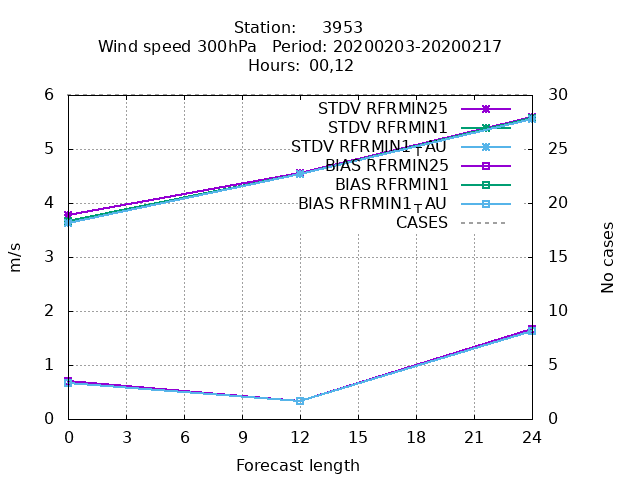 Station:     3953
Wind speed 300hPa   Period: 20200203-20200217
Hours:  00,12
6
5
4
3
2
1
0
m/s
30
25
20
15
10
5
0
No cases
STDV RFRMIN25
STDV RFRMIN1
STDV RFRMIN1TAU
BIAS RFRMIN25
BIAS RFRMIN1
BIAS RFRMIN1TAU
CASES
0 3 6 9 12 15 18 21 24
Forecast length